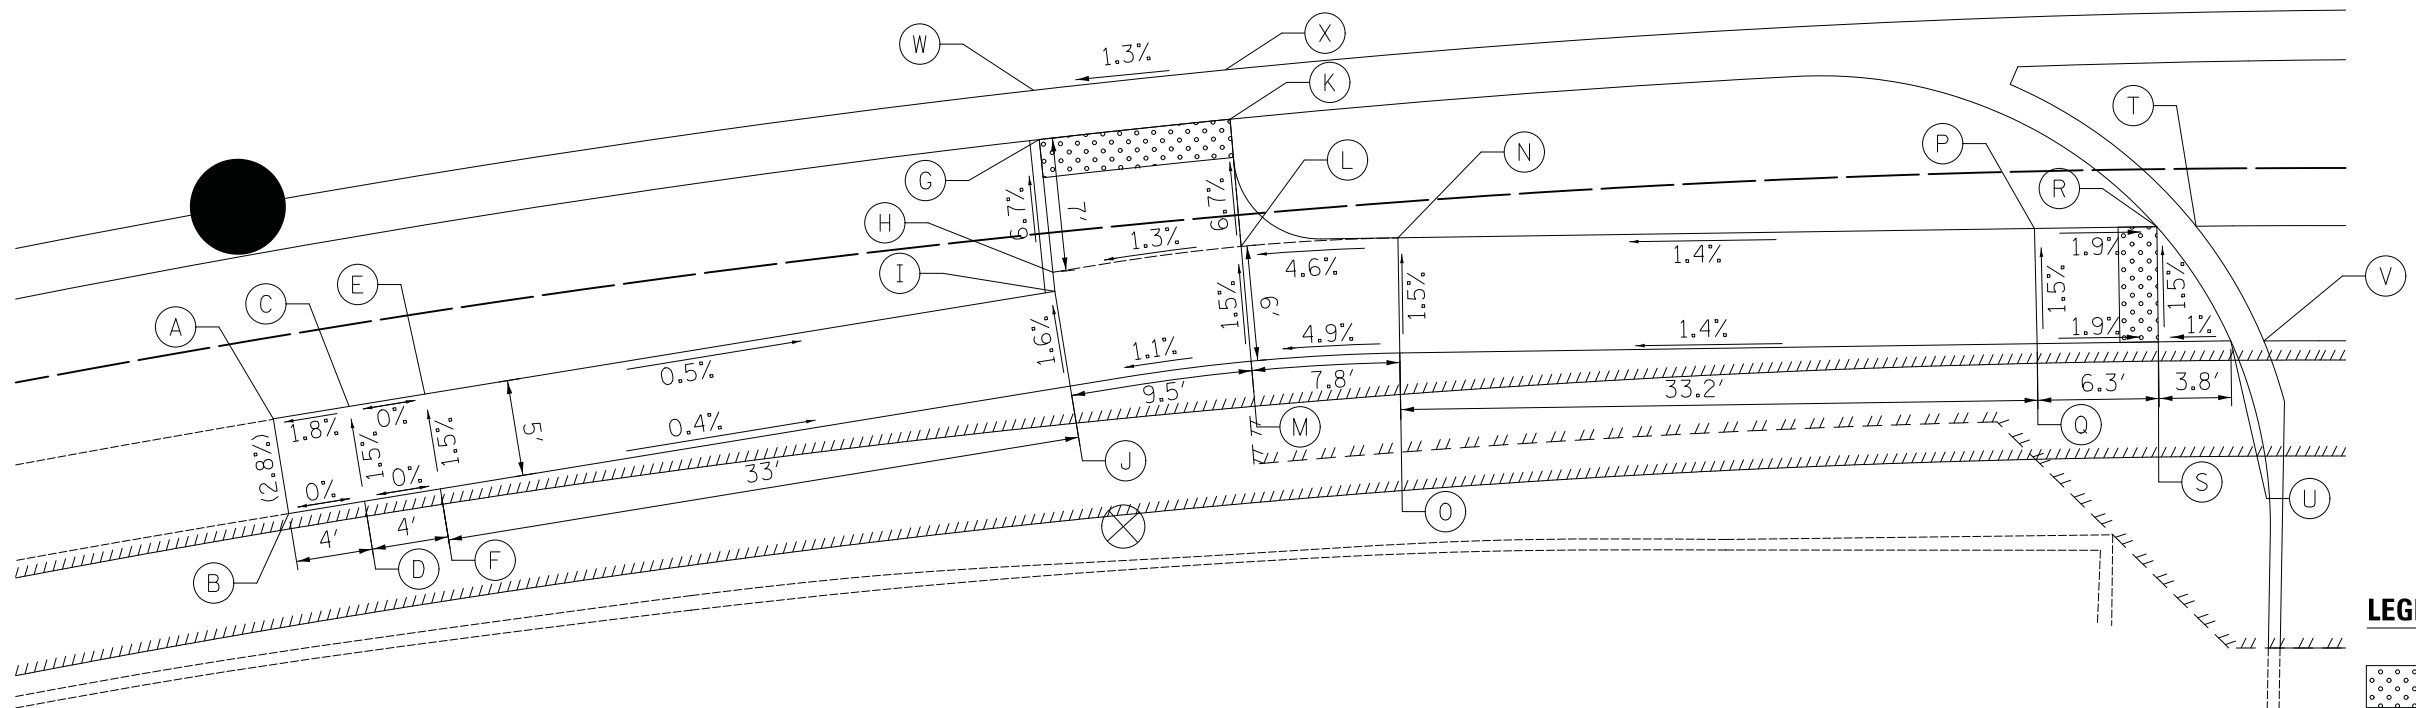 W
X
1.3%
K
T
G
L
N
P
R
6.7%
7'
6.7%
H
1.3%
I
4.6%
1.4%
1.9%
V
E
C
A
1.5%
6'
1.5%
1.5%
1.5%
1.6%
1.1%
4.9%
1.4%
1.9%
1%
0.5%
9.5'
7.8'
33.2'
6.3'
3.8'
0%
1.8%
1.5%
1.5%
5'
0.4%
M
Q
(2.8%)
0%
0%
33'
J
S
U
4'
4'
O
B
D
F
LEG